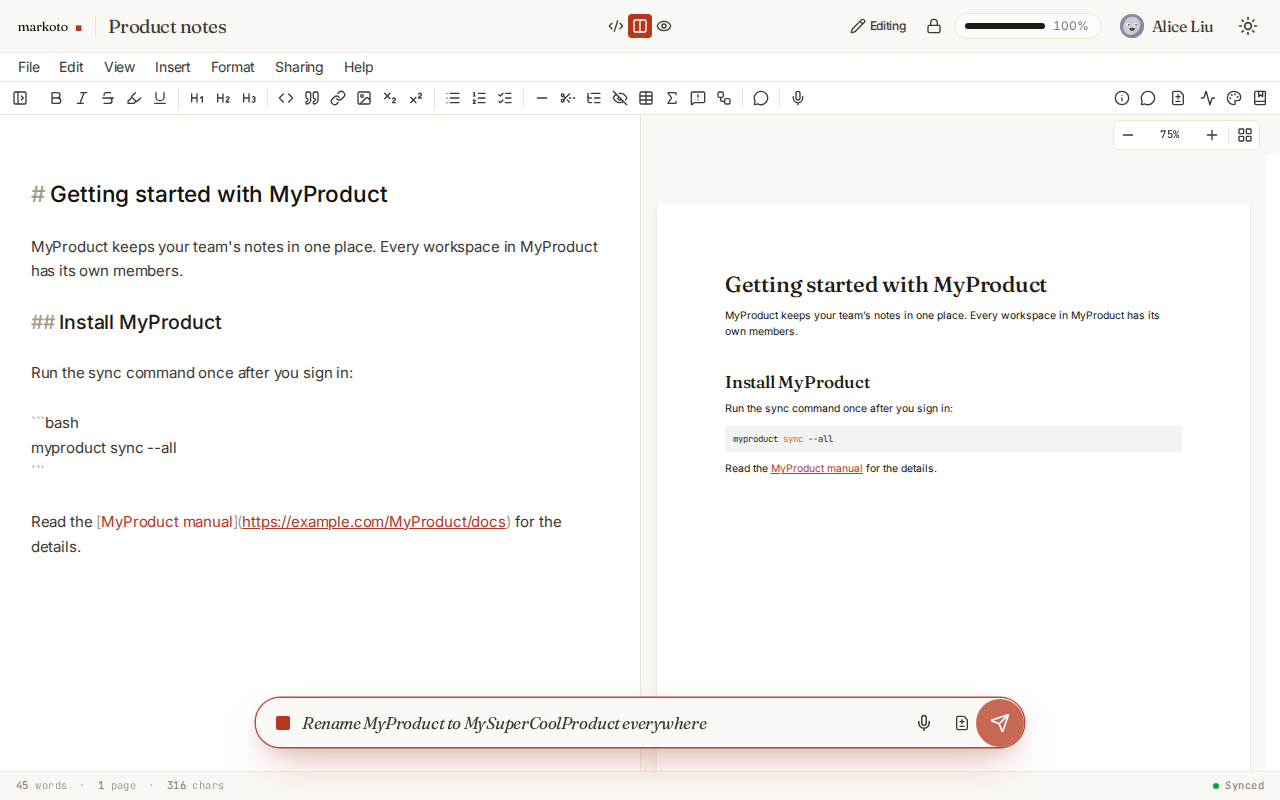 markoto
Product notes
Editing
100%
Alice Liu
File Edit View Insert Format Sharing Help
B I S U H1 H2 H3 x2 x2
75%
# Getting started with MyProduct
MyProduct keeps your team's notes in one place. Every workspace in MyProduct
has its own members.
## Install MyProduct
Run the sync command once after you sign in:
```bash
myproduct sync --all
```
Read the [MyProduct manual](https://example.com/MyProduct/docs) for the
details.
Getting started with MyProduct
MyProduct keeps your team's notes in one place. Every workspace in MyProduct has its
own members.
Install MyProduct
Run the sync command once after you sign in:
myproduct sync --all
Read the MyProduct manual for the details.
Rename MyProduct to MySuperCoolProduct everywhere
45 words · 1 page · 316 chars
Synced